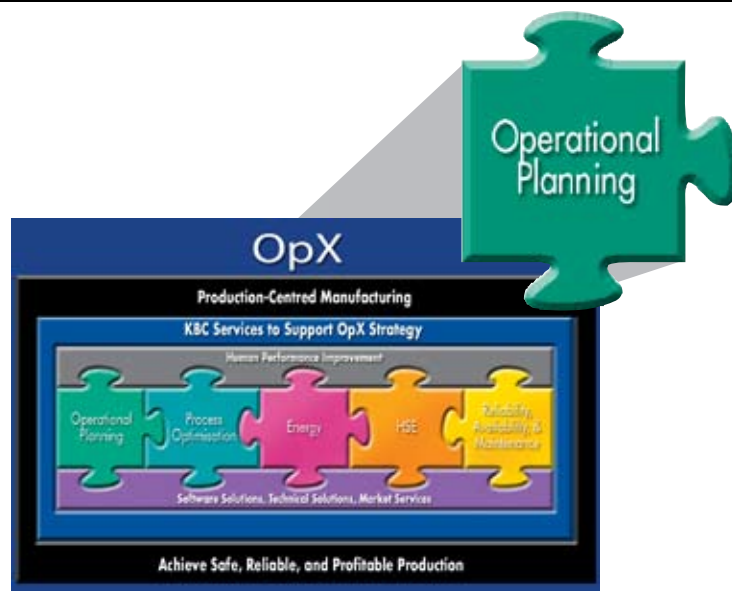 Operational
Planning
OpX
Production-Centred Manufacturing
KBC Services to Support OpX Strategy
Human Performance Improvement
Operational
Planning
Process
Optimisation
Energy
HSE
Reliability,
Availability, &
Maintenance
Software Solutions, Technical Solutions, Market Services
Achieve Safe, Reliable, and Profitable Production